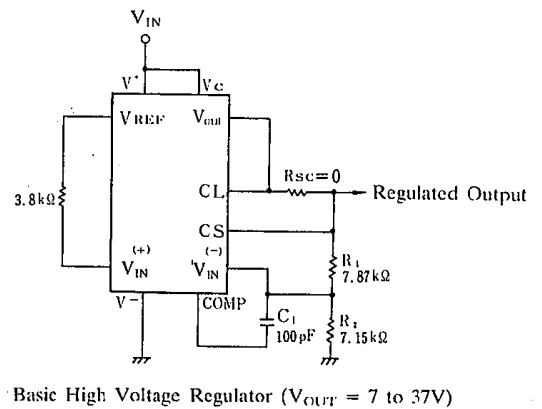 VIN
V+ Vc
VREF Vout
Rsc=0
CL Regulated Output
3.8kΩ
CS
(+) (-)
VIN VIN R1
7.87kΩ
V- COMP
C1 R2
100pF 7.15kΩ
Basic High Voltage Regulator (VOUT = 7 to 37V)